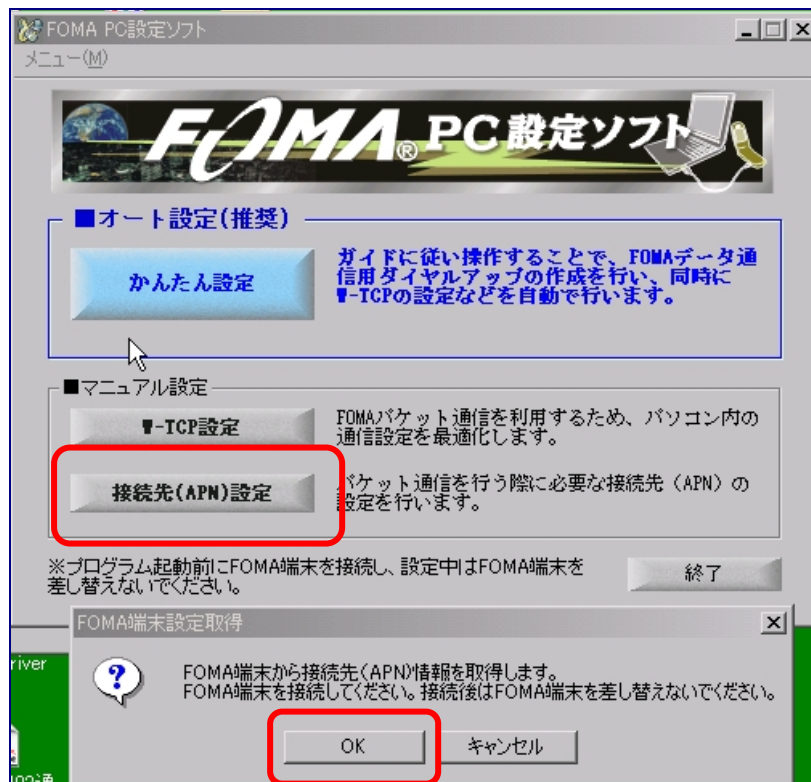 FOMA PC設定ソフト
メニュー(M)
FOMA® PC設定ソフト
■オート設定(推奨)
かんたん設定
ガイドに従い操作することで、FOMAデータ通
信用ダイヤルアップの作成を行い、同時に
W-TCPの設定などを自動で行います。
■マニュアル設定
W-TCP設定
FOMAパケット通信を利用するため、パソコン内の
通信設定を最適化します。
接続先(APN)設定
パケット通信を行う際に必要な接続先(APN)の
設定を行います。
※プログラム起動前にFOMA端末を接続し、設定中はFOMA端末を
差し替えないでください。
終了
FOMA端末設定取得
river
FOMA端末から接続先(APN)情報を取得します。
FOMA端末を接続してください。接続後はFOMA端末を差し替えないでください。
OK
キャンセル